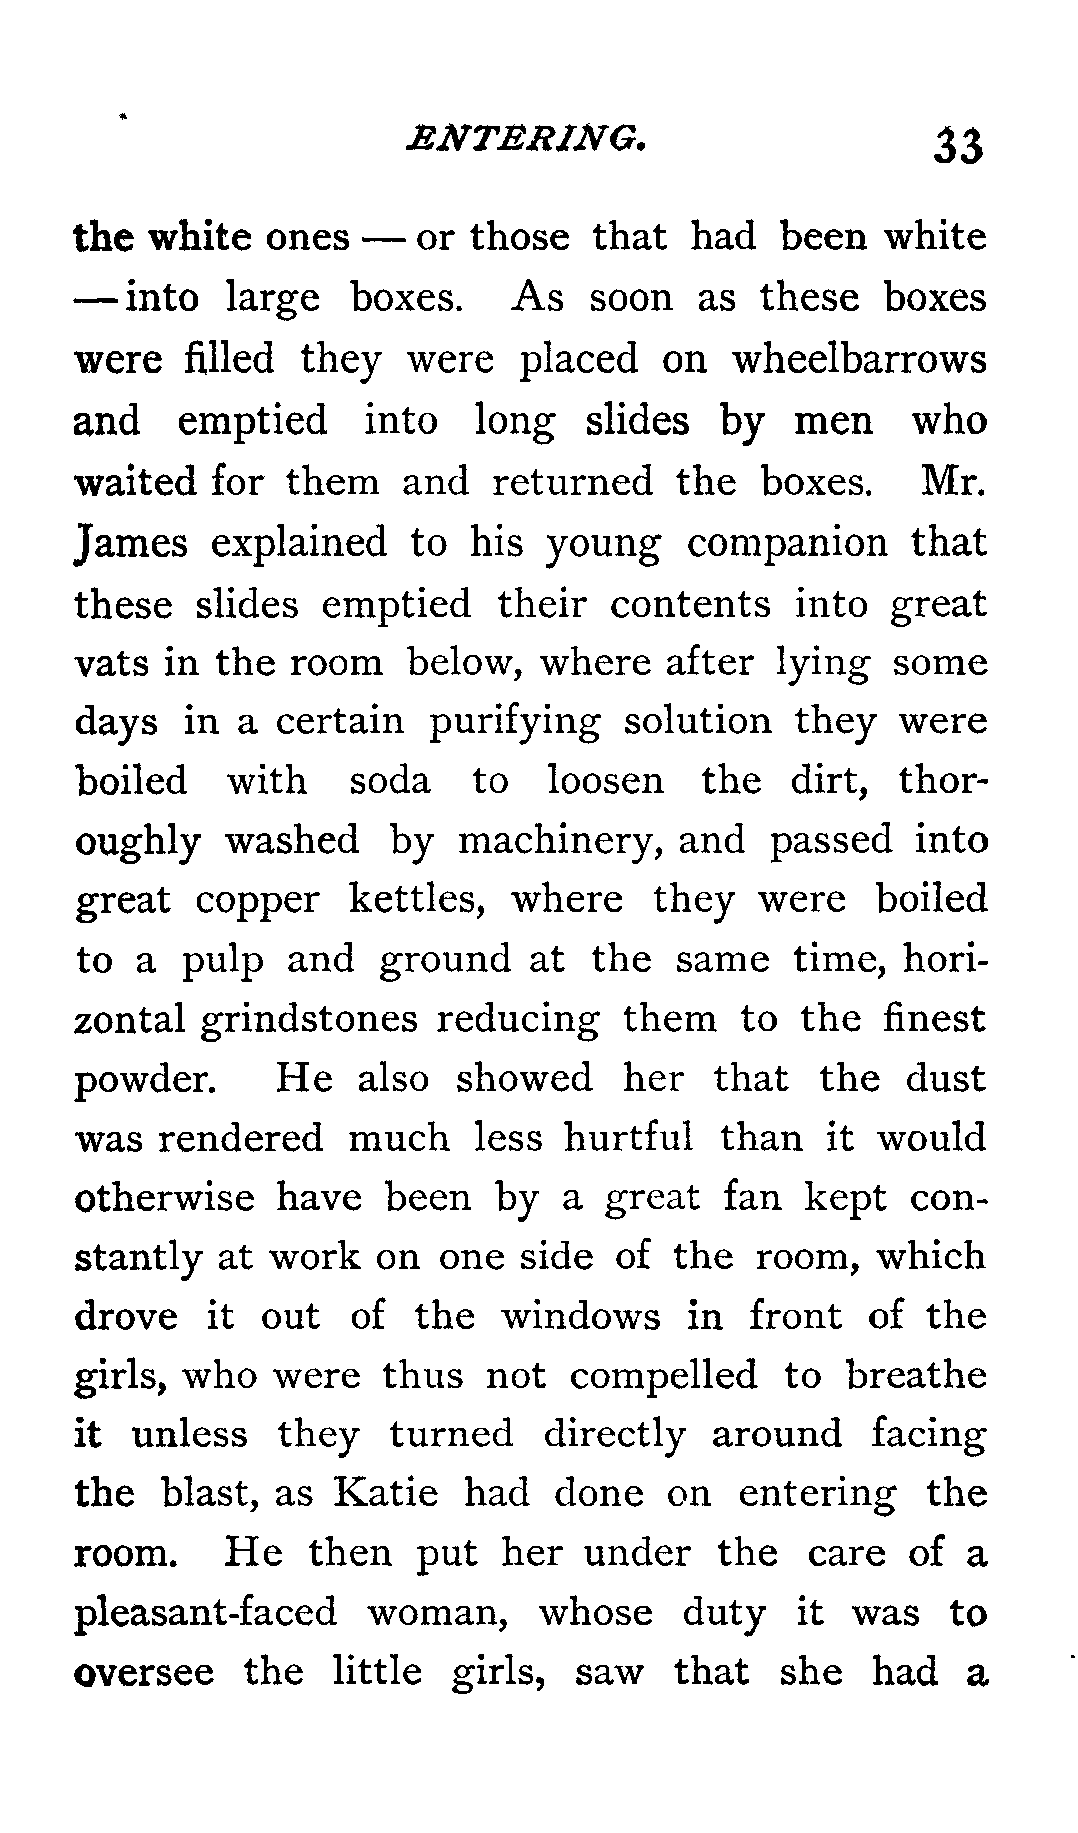 ENTERING. 33
the white ones — or those that had been white
— into large boxes. As soon as these boxes
were filled they were placed on wheelbarrows
and emptied into long slides by men who
waited for them and returned the boxes. Mr.
James explained to his young companion that
these slides emptied their contents into great
vats in the room below, where after lying some
days in a certain purifying solution they were
boiled with soda to loosen the dirt, thor-
oughly washed by machinery, and passed into
great copper kettles, where they were boiled
to a pulp and ground at the same time, hori-
zontal grindstones reducing them to the finest
powder. He also showed her that the dust
was rendered much less hurtful than it would
otherwise have been by a great fan kept con-
stantly at work on one side of the room, which
drove it out of the windows in front of the
girls, who were thus not compelled to breathe
it unless they turned directly around facing
the blast, as Katie had done on entering the
room. He then put her under the care of a
pleasant-faced woman, whose duty it was to
oversee the little girls, saw that she had a